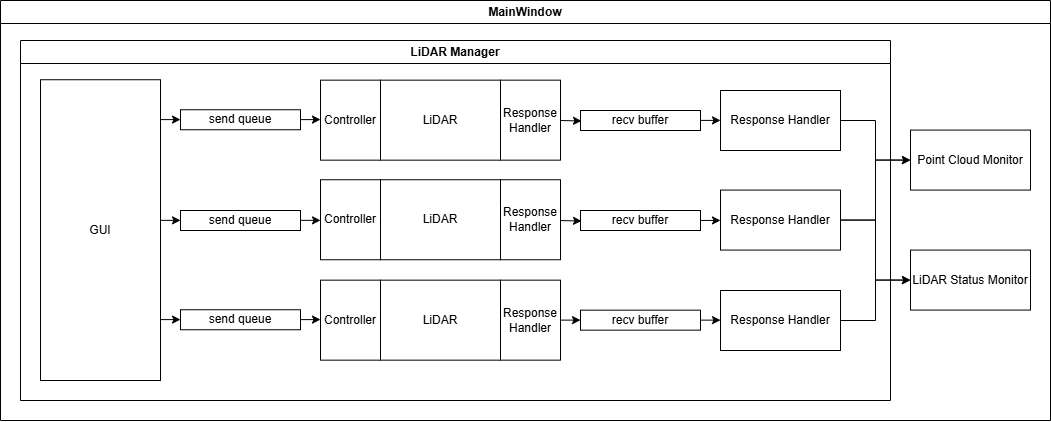 MainWindow
LiDAR Manager
GUI
send queue
Controller
LiDAR
Response
Handler
recv buffer
Response Handler
send queue
Controller
LiDAR
Response
Handler
recv buffer
Response Handler
send queue
Controller
LiDAR
Response
Handler
recv buffer
Response Handler
Point Cloud Monitor
LiDAR Status Monitor